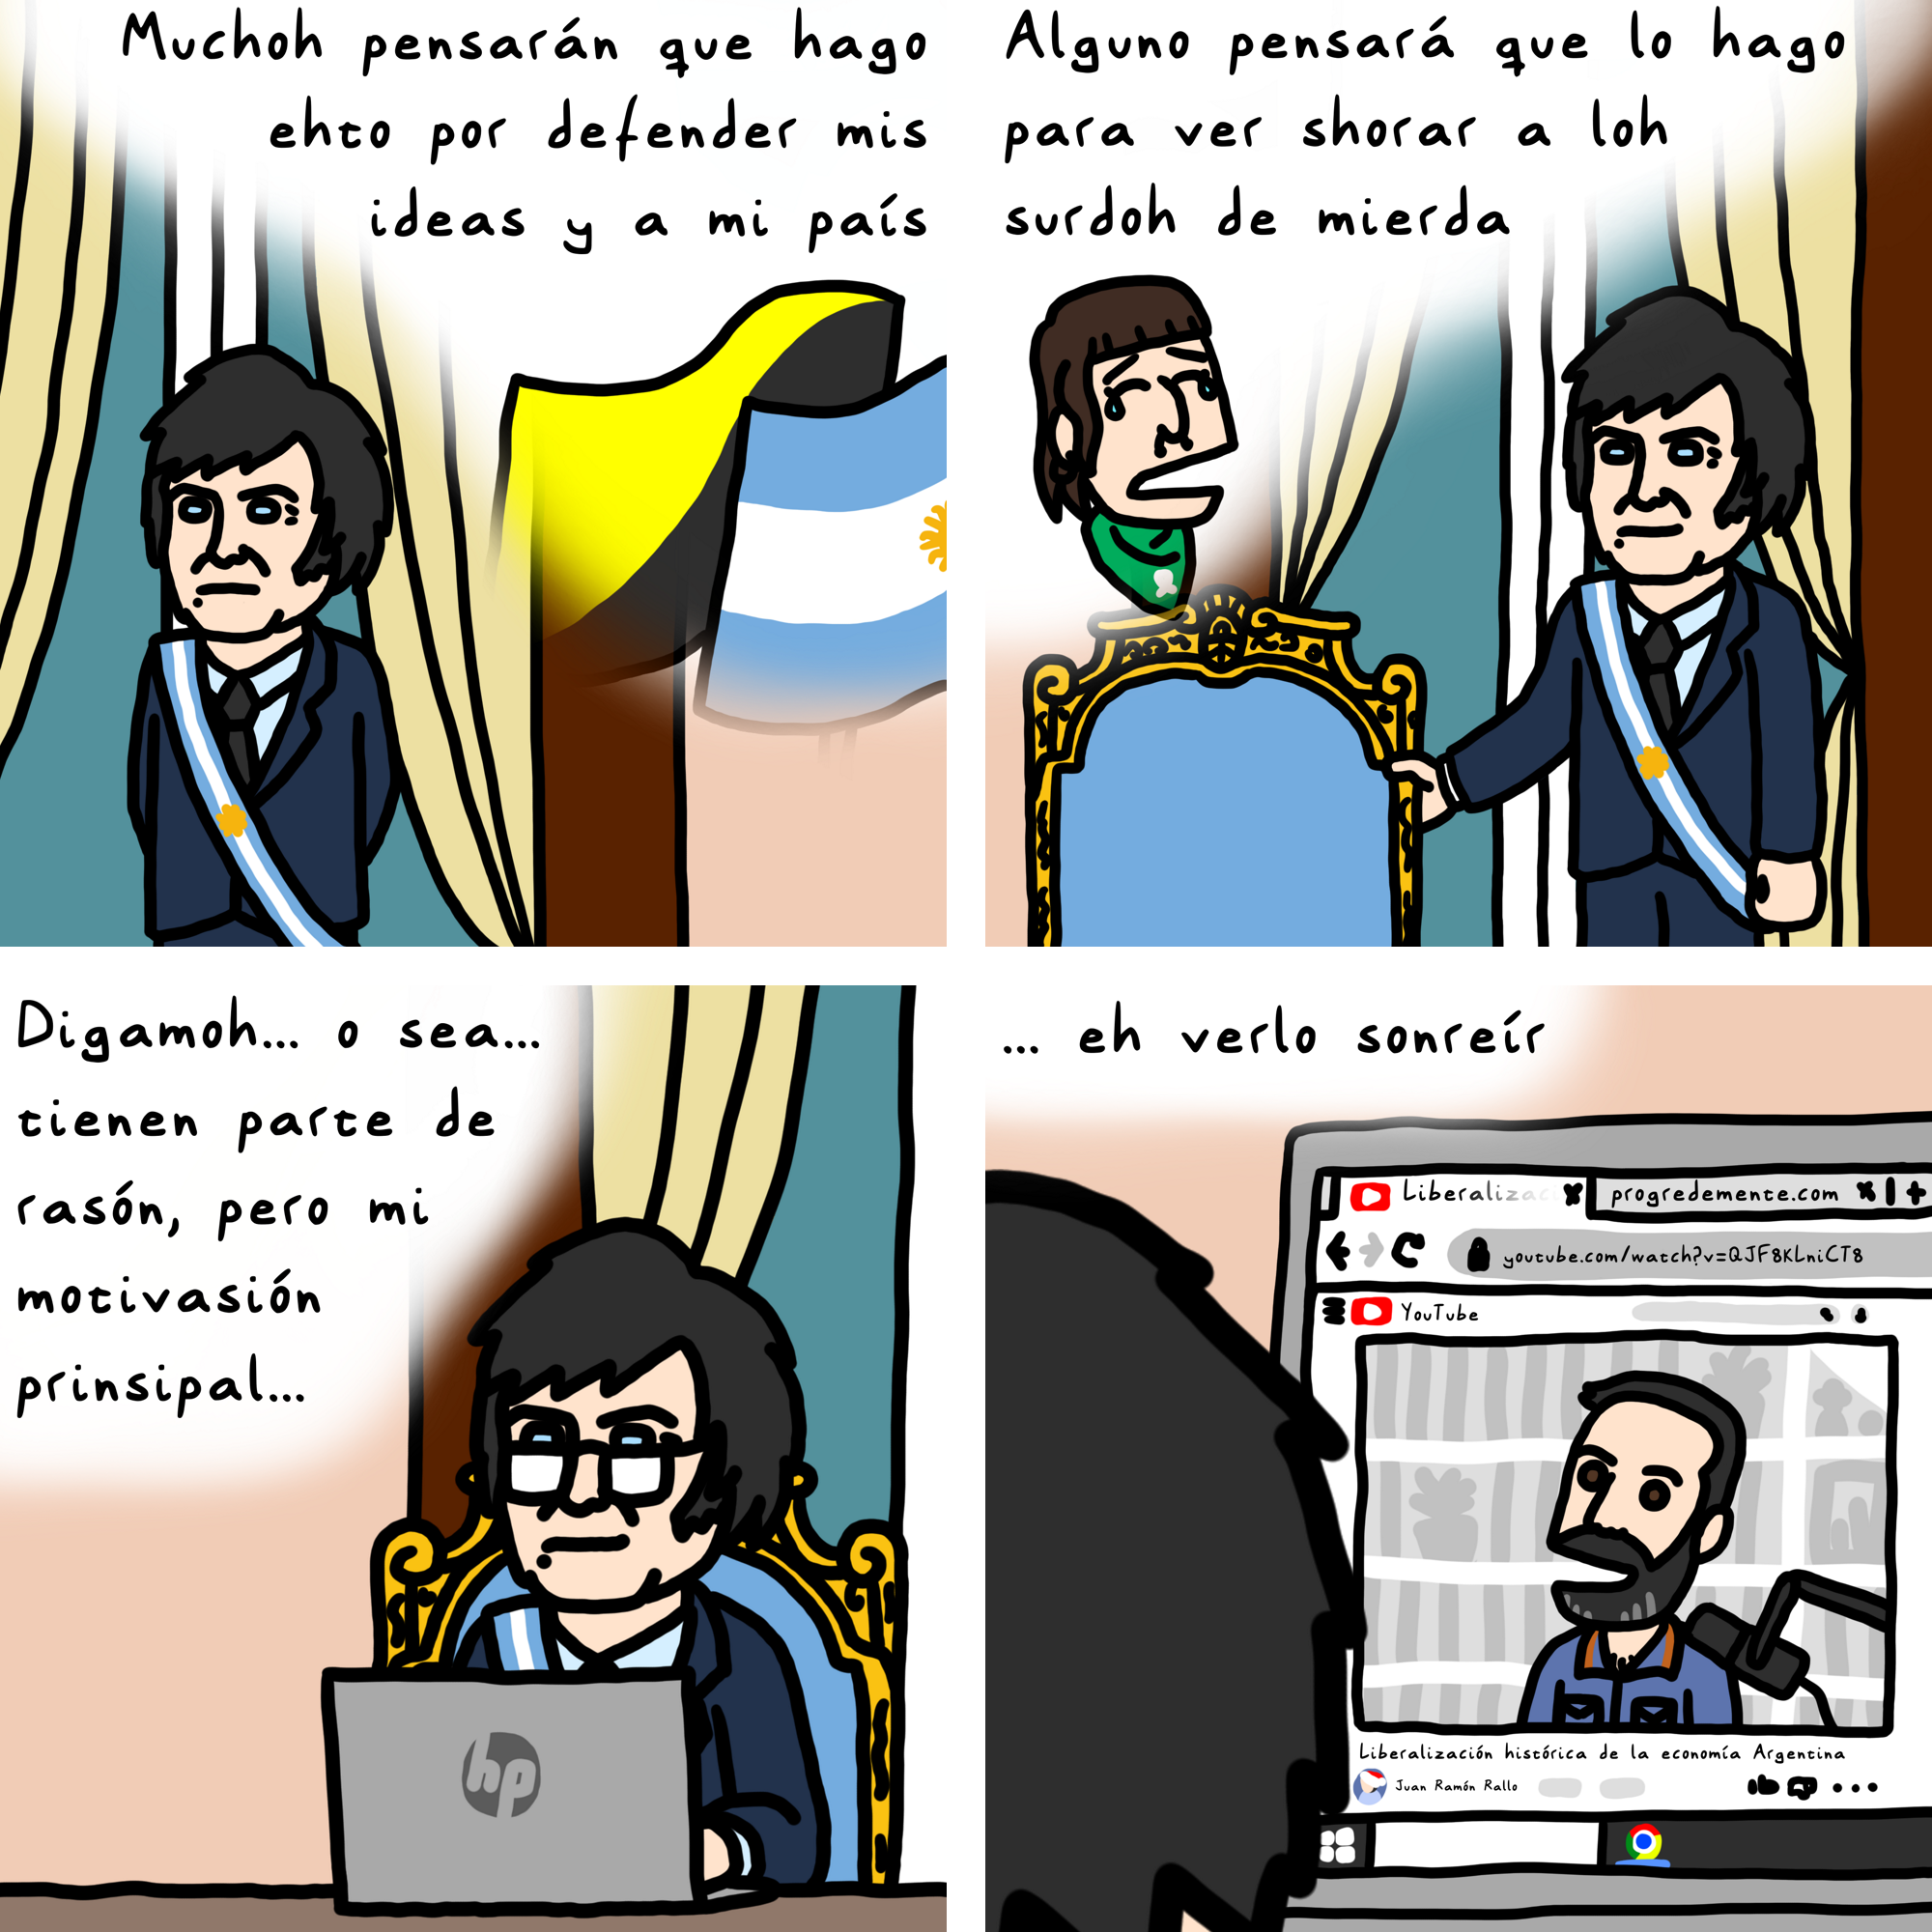 Muchoh pensarán que hago
ehto por defender mis
ideas y a mi país
Alguno pensará que lo hago
para ver shorar a loh
surdoh de mierda
Digamoh... o sea...
tienen parte de
rasón, pero mi
motivasión
prinsipal...
hp
... eh verlo sonreír
Liberalizac
progredemente.com
youtube.com/watch?v=QJF8KLniCT8
YouTube
Liberalización histórica de la economía Argentina
Juan Ramón Rallo